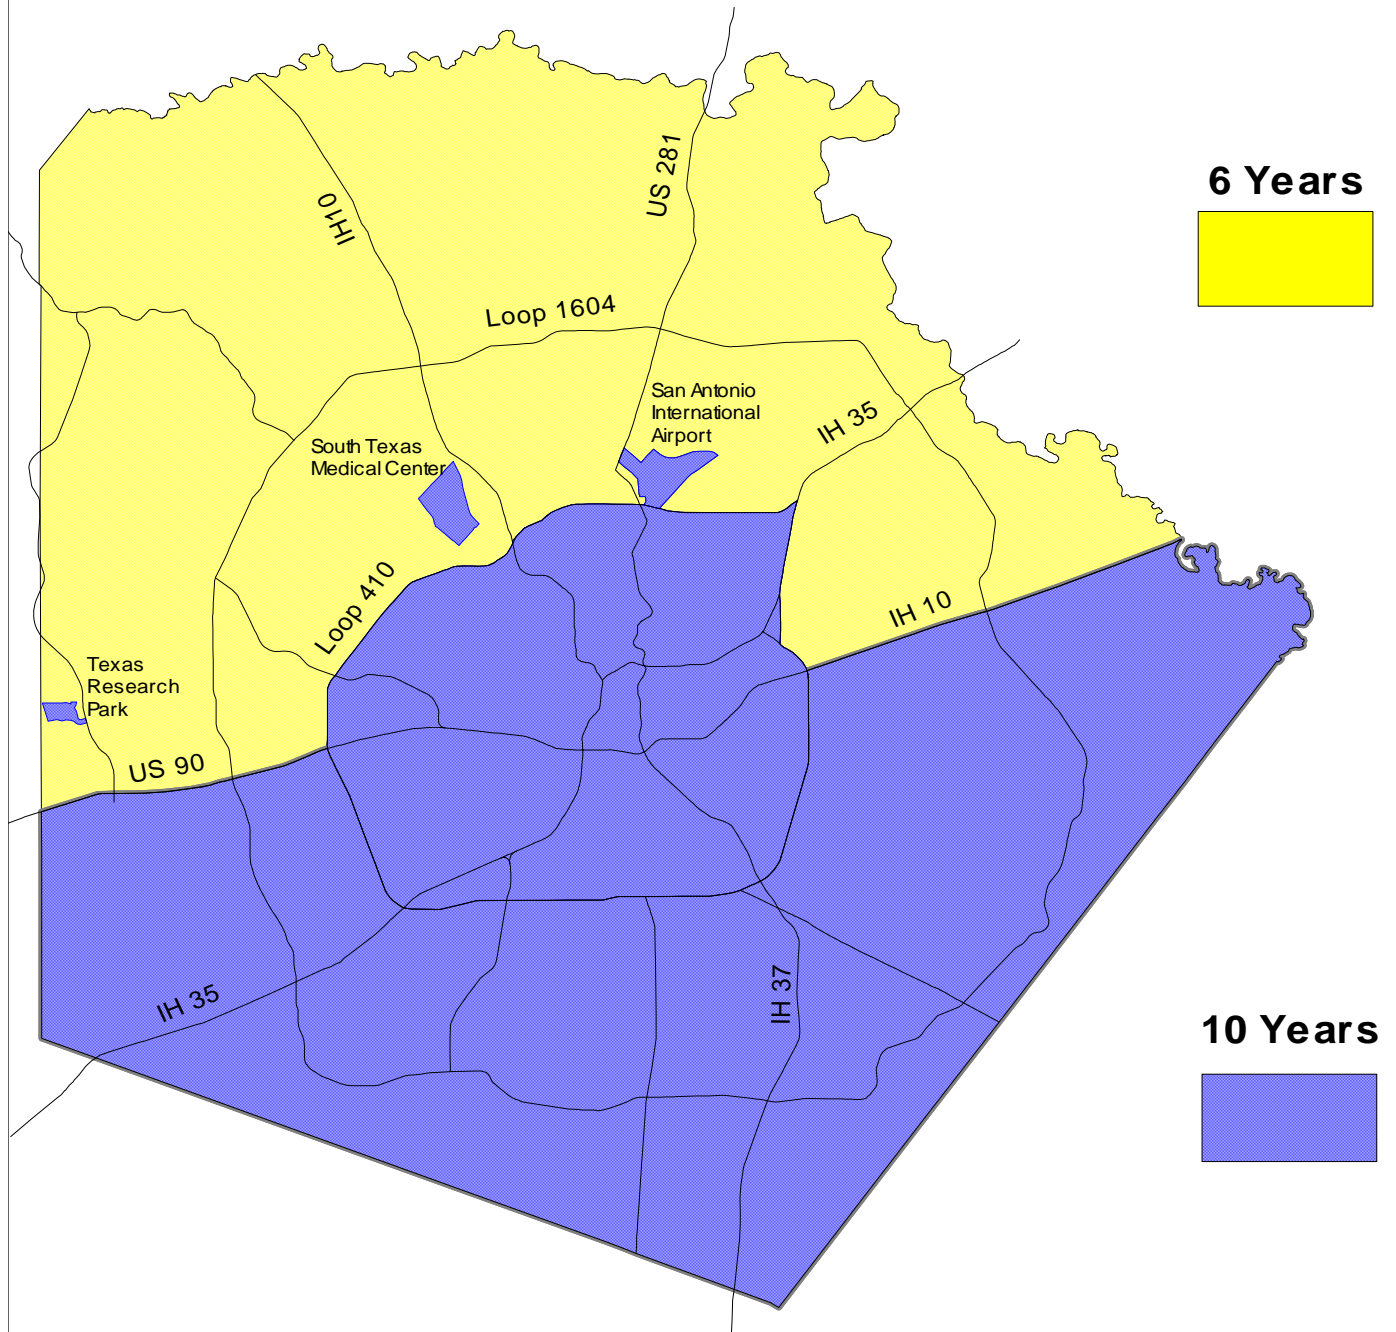 6 Years
US 281
IH10
Loop 1604
San Antonio
International
Airport
IH 35
South Texas
Medical Center
Loop 410
IH 10
Texas
Research
Park
US 90
IH 35
IH 37
10 Years